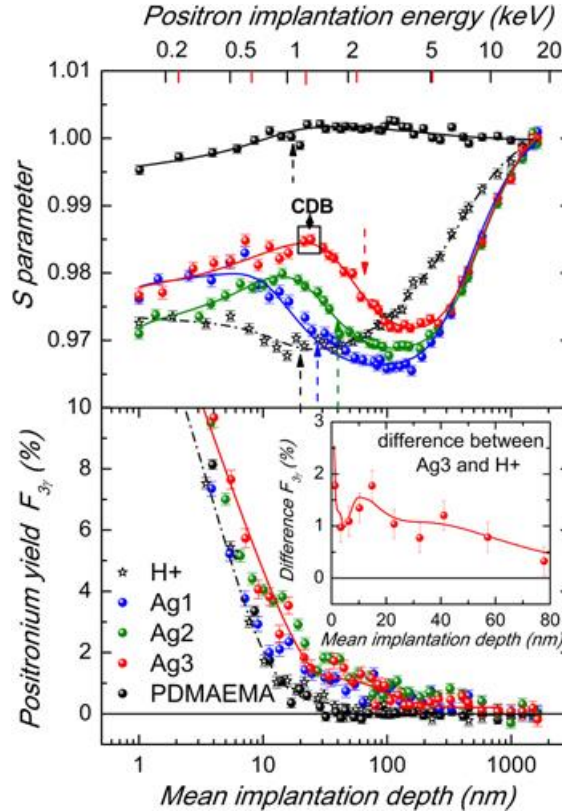 Positron implantation energy (keV)
0.2 0.5 1 2 5 10 20
1.01
1.00
0.99
0.98
0.97
10
S parameter
CDB
8
6
4
2
0
Positronium yield F3γ (%)
H+
Ag1
Ag2
Ag3
PDMAEMA
difference between
Ag3 and H+
3
2
1
0
Difference F3γ (%)
0 20 40 60 80
Mean implantation depth (nm)
1 10 100 1000
Mean implantation depth (nm)